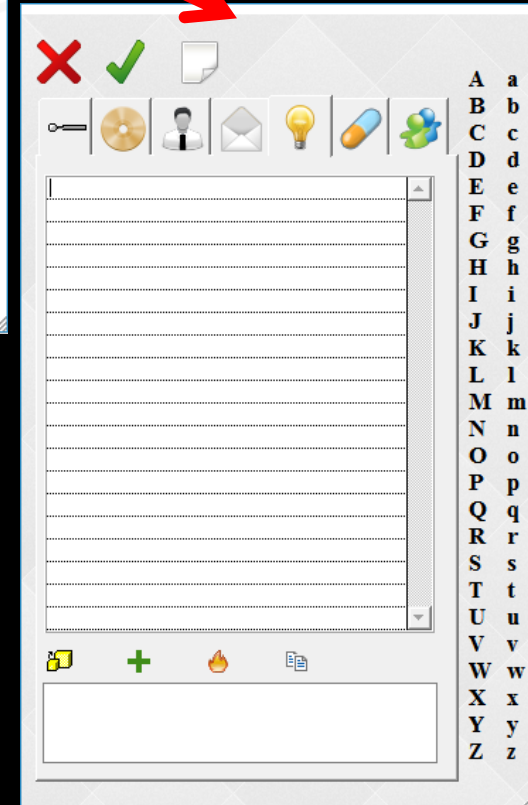 A a
B b
C c
D d
E e
F f
G g
H h
I i
J j
K k
L l
M m
N n
O o
P p
Q q
R r
S s
T t
U u
V v
W w
X x
Y y
Z z